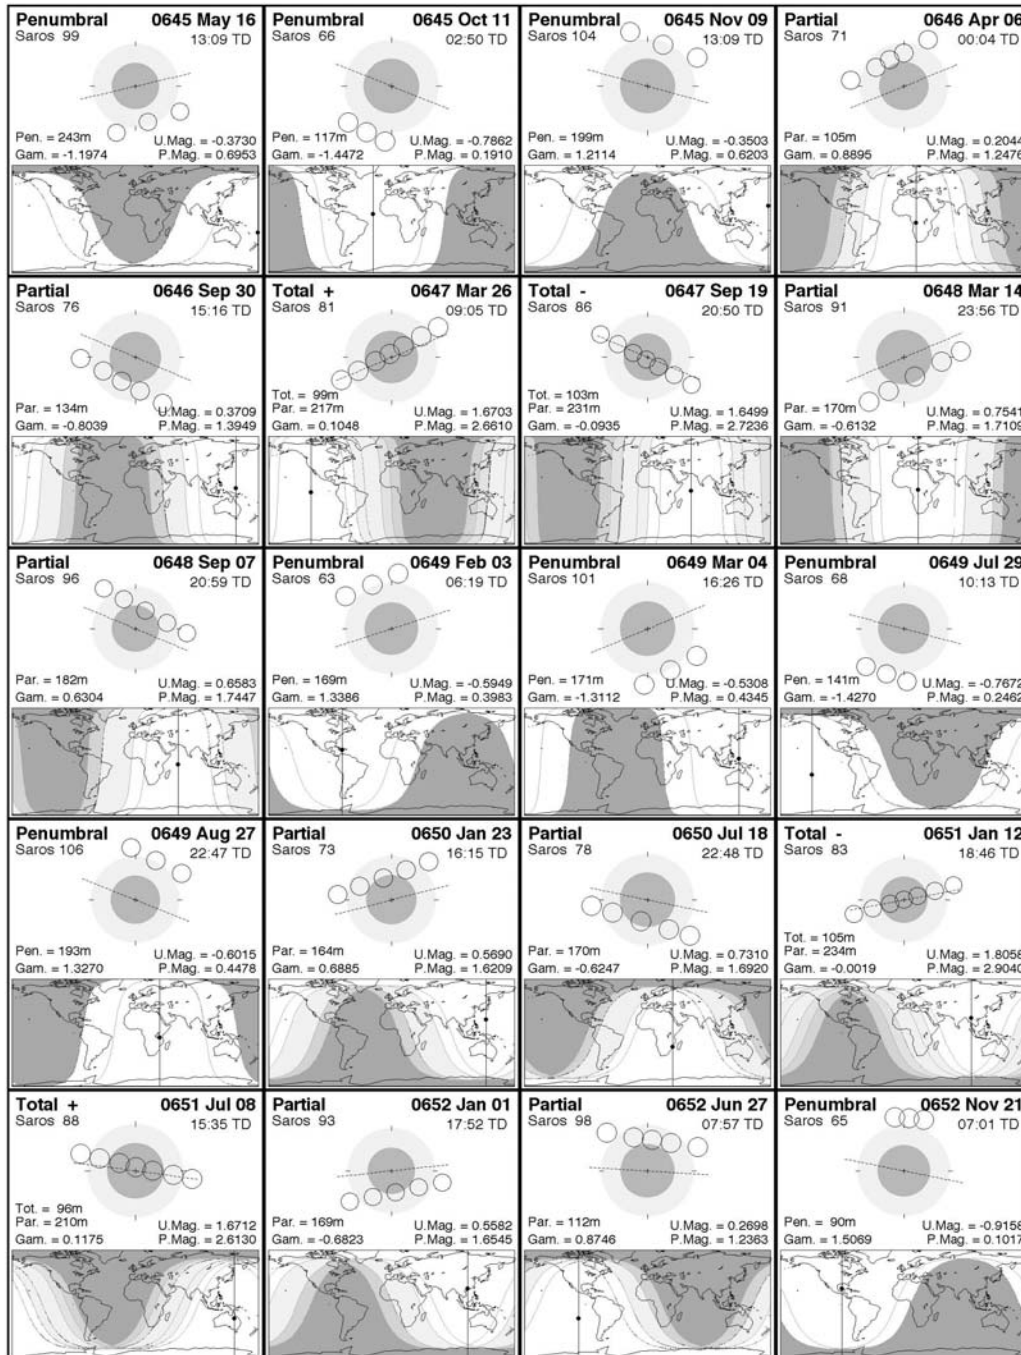 Penumbral 0645 May 16
Saros 99 13:09 TD
Pen. = 243m U.Mag. = -0.3730
Gam. = -1.1974 P.Mag. = 0.6953
Penumbral 0645 Oct 11
Saros 66 02:50 TD
Pen. = 117m U.Mag. = -0.7862
Gam. = -1.4472 P.Mag. = 0.1910
Penumbral 0645 Nov 09
Saros 104 13:09 TD
Pen. = 199m U.Mag. = -0.3503
Gam. = 1.2114 P.Mag. = 0.6203
Partial 0646 Apr 06
Saros 71 00:04 TD
Par. = 105m U.Mag. = 0.2044
Gam. = 0.8895 P.Mag. = 1.2476
Partial 0646 Sep 30
Saros 76 15:16 TD
Par. = 134m U.Mag. = 0.3709
Gam. = -0.8039 P.Mag. = 1.3949
Total + 0647 Mar 26
Saros 81 09:05 TD
Tot. = 99m
Par. = 217m U.Mag. = 1.6703
Gam. = 0.1048 P.Mag. = 2.6610
Total - 0647 Sep 19
Saros 86 20:50 TD
Tot. = 103m
Par. = 231m U.Mag. = 1.6499
Gam. = -0.0935 P.Mag. = 2.7236
Partial 0648 Mar 14
Saros 91 23:56 TD
Par. = 170m U.Mag. = 0.7541
Gam. = -0.6132 P.Mag. = 1.7109
Partial 0648 Sep 07
Saros 96 20:59 TD
Par. = 182m U.Mag. = 0.6583
Gam. = 0.6304 P.Mag. = 1.7447
Penumbral 0649 Feb 03
Saros 63 06:19 TD
Pen. = 169m U.Mag. = -0.5949
Gam. = 1.3386 P.Mag. = 0.3983
Penumbral 0649 Mar 04
Saros 101 16:26 TD
Pen. = 171m U.Mag. = -0.5308
Gam. = -1.3112 P.Mag. = 0.4345
Penumbral 0649 Jul 29
Saros 68 10:13 TD
Pen. = 141m U.Mag. = -0.7672
Gam. = -1.4270 P.Mag. = 0.2462
Penumbral 0649 Aug 27
Saros 106 22:47 TD
Pen. = 193m U.Mag. = -0.6015
Gam. = 1.3270 P.Mag. = 0.4478
Partial 0650 Jan 23
Saros 73 16:15 TD
Par. = 164m U.Mag. = 0.5690
Gam. = 0.6885 P.Mag. = 1.6209
Partial 0650 Jul 18
Saros 78 22:48 TD
Par. = 170m U.Mag. = 0.7310
Gam. = -0.6247 P.Mag. = 1.6920
Total - 0651 Jan 12
Saros 83 18:46 TD
Tot. = 105m
Par. = 234m U.Mag. = 1.8058
Gam. = -0.0019 P.Mag. = 2.9040
Total + 0651 Jul 08
Saros 88 15:35 TD
Tot. = 96m
Par. = 210m U.Mag. = 1.6712
Gam. = 0.1175 P.Mag. = 2.6130
Partial 0652 Jan 01
Saros 93 17:52 TD
Par. = 169m U.Mag. = 0.5582
Gam. = -0.6823 P.Mag. = 1.6545
Partial 0652 Jun 27
Saros 98 07:57 TD
Par. = 112m U.Mag. = 0.2698
Gam. = 0.8746 P.Mag. = 1.2363
Penumbral 0652 Nov 21
Saros 65 07:01 TD
Pen. = 90m U.Mag. = -0.9158
Gam. = 1.5069 P.Mag. = 0.1017